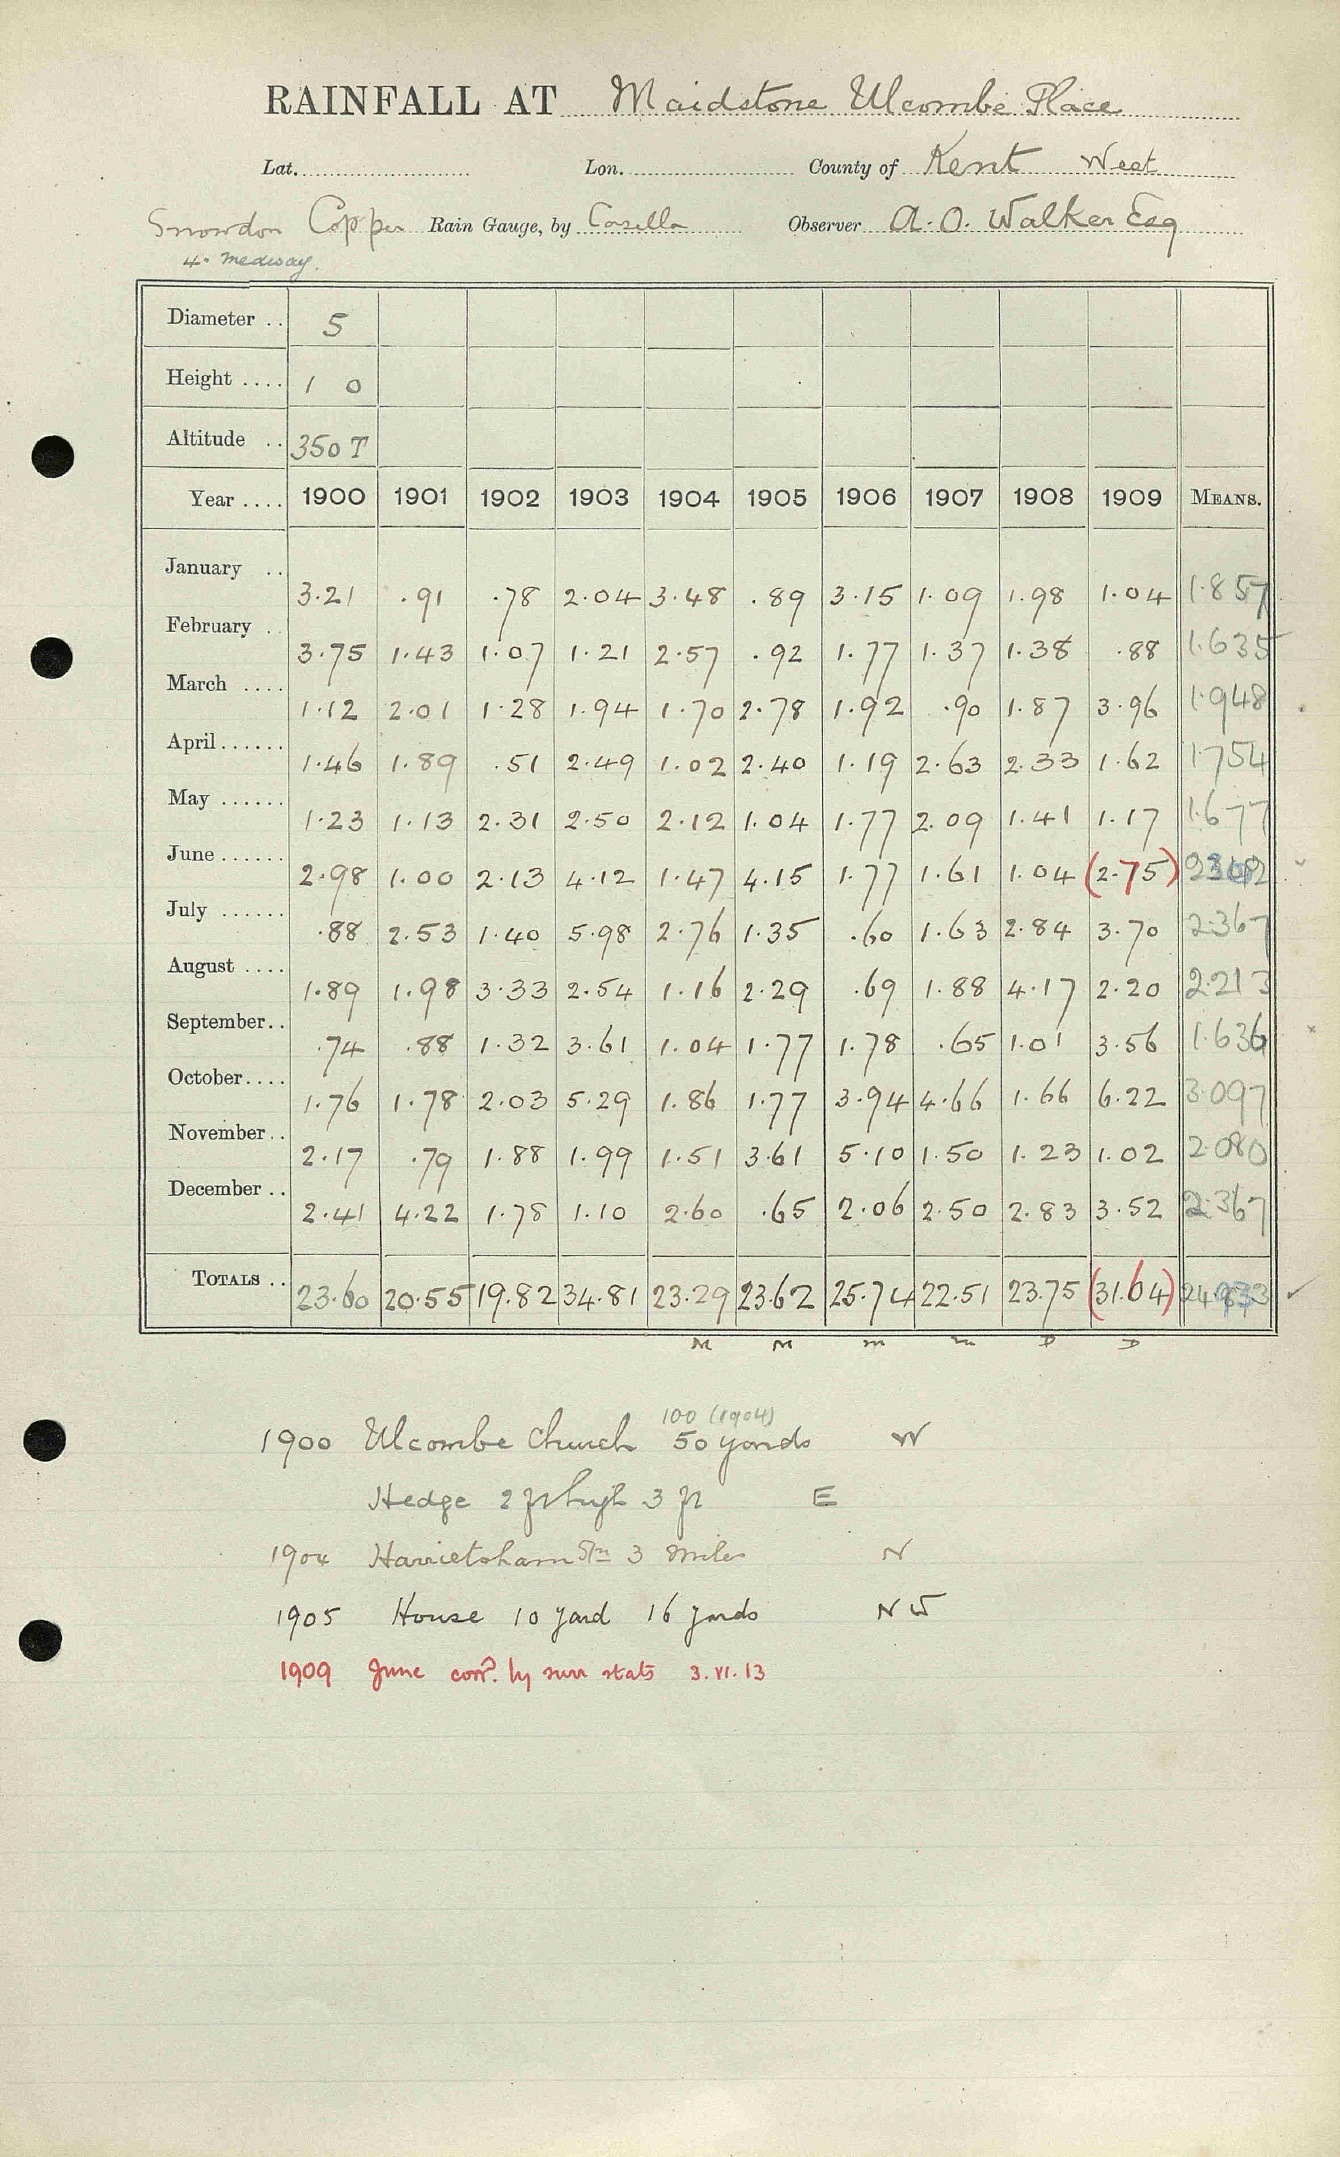 RAINFALL AT Maidstone Ulcombe Place
Lat. Lon. County of Kent West
Snowdon Copper Rain Gauge, by Casella Observer A. O. Walker Esq
4. Medway.
Diameter .. 5
Height .... 1 0
Altitude .. 350 T
Year .... 1900 1901 1902 1903 1904 1905 1906 1907 1908 1909 MEANS.
January .. 3.21 .91 .78 2.04 3.48 .89 3.15 1.09 1.98 1.04 1.857
February .. 3.75 1.43 1.07 1.21 2.57 .92 1.77 1.37 1.38 .88 1.635
March .... 1.12 2.01 1.28 1.94 1.70 2.78 1.92 .90 1.87 3.96 1.948
April...... 1.46 1.89 .51 2.49 1.02 2.40 1.19 2.63 2.33 1.62 1.754
May ...... 1.23 1.13 2.31 2.50 2.12 1.04 1.77 2.09 1.41 1.17 1.677
June ...... 2.98 1.00 2.13 4.12 1.47 4.15 1.77 1.61 1.04 (2.75)
July ...... .88 2.53 1.40 5.98 2.76 1.35 .60 1.63 2.84 3.70 2.367
August .... 1.89 1.98 3.33 2.54 1.16 2.29 .69 1.88 4.17 2.20 2.213
September.. .74 .88 1.32 3.61 1.04 1.77 1.78 .65 1.01 3.56 1.636
October.... 1.76 1.78 2.03 5.29 1.86 1.77 3.94 4.66 1.66 6.22 3.097
November.. 2.17 .79 1.88 1.99 1.51 3.61 5.10 1.50 1.23 1.02 2.080
December .. 2.41 4.22 1.78 1.10 2.60 .65 2.06 2.50 2.83 3.52 2.367
TOTALS .. 23.60 20.55 19.82 34.81 23.29 23.62 25.74 22.51 23.75 (31.64)
M M m m D D
100 (1904)
1900 Ulcombe Church 50 yards W
Hedge 2 ft high 3 ft E
1904 Harrietsham Stn 3 miles N
1905 House 10 yard 16 yards NW
1909 June corrd. by surr stats 3.VI.13